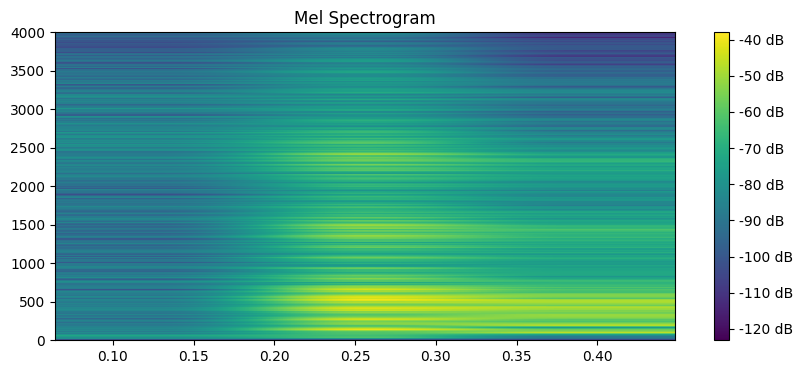 Mel Spectrogram
4000
3500
3000
2500
2000
1500
1000
500
0
0.10 0.15 0.20 0.25 0.30 0.35 0.40
-40 dB
-50 dB
-60 dB
-70 dB
-80 dB
-90 dB
-100 dB
-110 dB
-120 dB